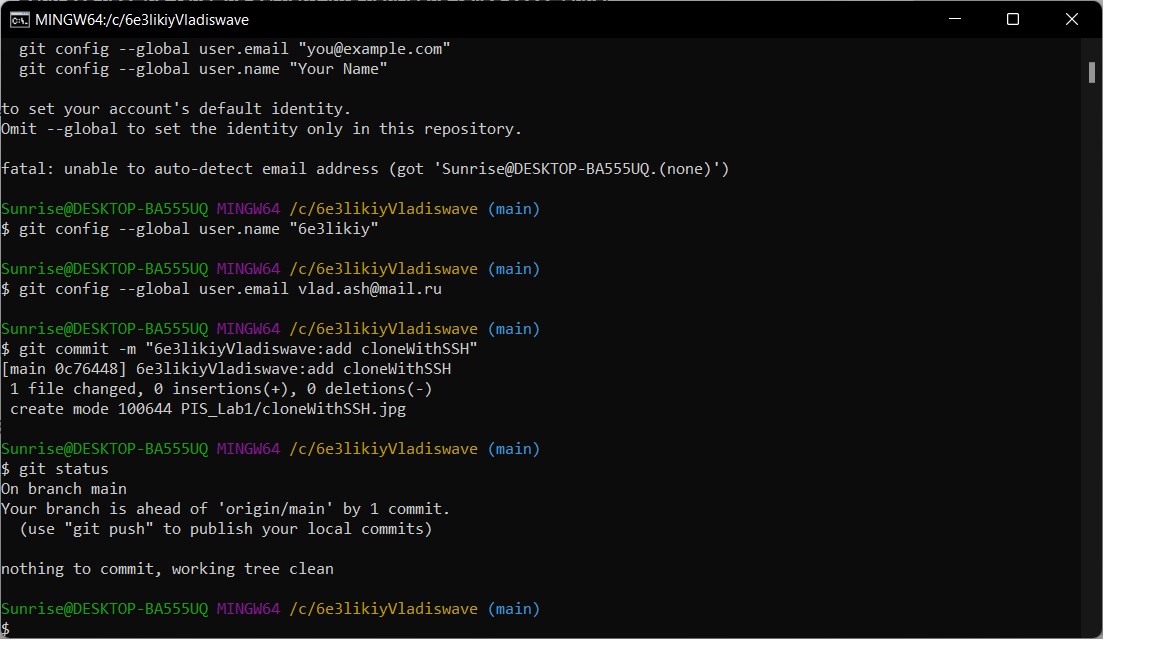 MINGW64:/c/6e3likiyVladiswave
git config --global user.email "you@example.com"
git config --global user.name "Your Name"
to set your account's default identity.
Omit --global to set the identity only in this repository.
fatal: unable to auto-detect email address (got 'Sunrise@DESKTOP-BA555UQ.(none)')
Sunrise@DESKTOP-BA555UQ MINGW64 /c/6e3likiyVladiswave (main)
$ git config --global user.name "6e3likiy"
Sunrise@DESKTOP-BA555UQ MINGW64 /c/6e3likiyVladiswave (main)
$ git config --global user.email vlad.ash@mail.ru
Sunrise@DESKTOP-BA555UQ MINGW64 /c/6e3likiyVladiswave (main)
$ git commit -m "6e3likiyVladiswave:add cloneWithSSH"
[main 0c76448] 6e3likiyVladiswave:add cloneWithSSH
1 file changed, 0 insertions(+), 0 deletions(-)
create mode 100644 PIS_Lab1/cloneWithSSH.jpg
Sunrise@DESKTOP-BA555UQ MINGW64 /c/6e3likiyVladiswave (main)
$ git status
On branch main
Your branch is ahead of 'origin/main' by 1 commit.
(use "git push" to publish your local commits)
nothing to commit, working tree clean
Sunrise@DESKTOP-BA555UQ MINGW64 /c/6e3likiyVladiswave (main)
$